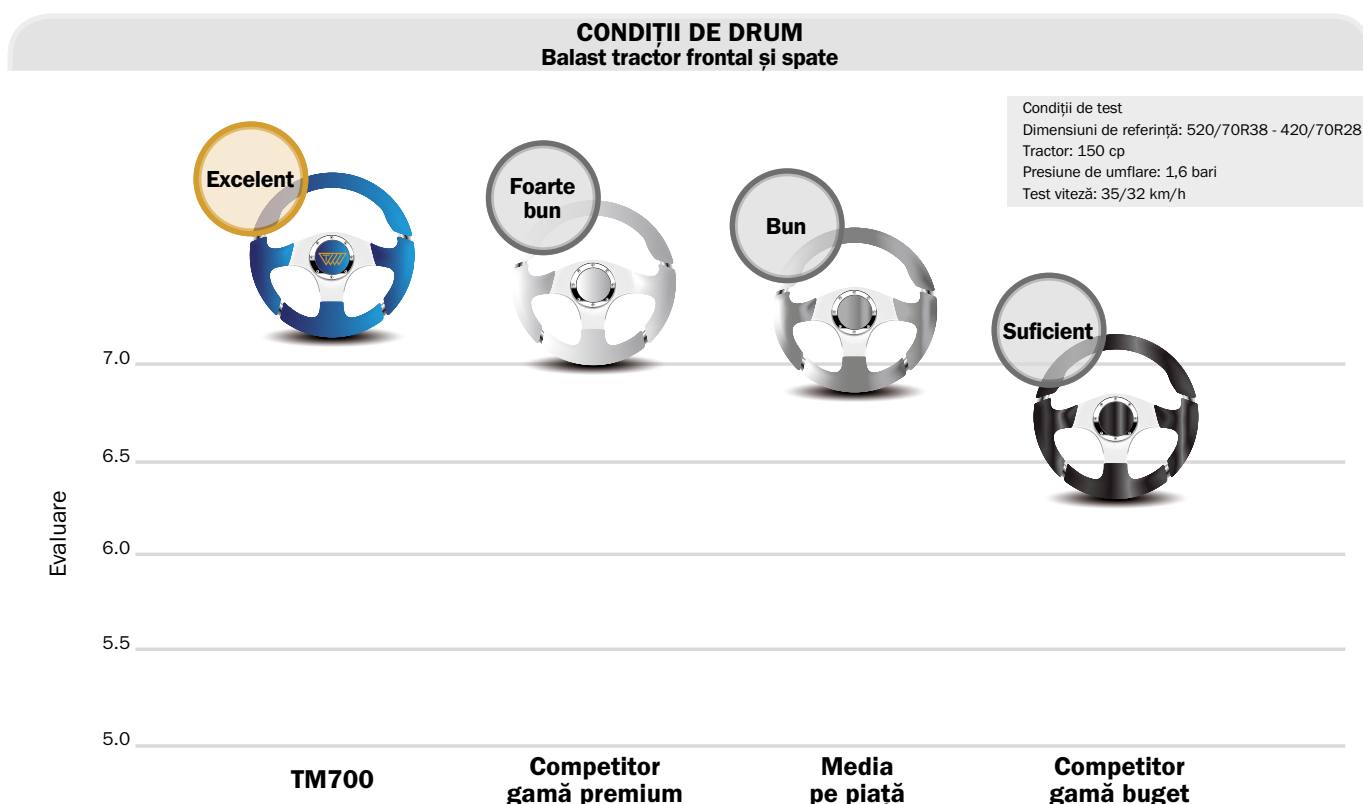 CONDIȚII DE DRUM
Balast tractor frontal și spate
Condiții de test
Dimensiuni de referință: 520/70R38 - 420/70R28
Tractor: 150 cp
Presiune de umflare: 1,6 bari
Test viteză: 35/32 km/h
Excelent
Foarte
bun
Bun
Suficient
7.0
6.5
6.0
5.5
5.0
Evaluare
TM700
Competitor
gamă premium
Media
pe piață
Competitor
gamă buget